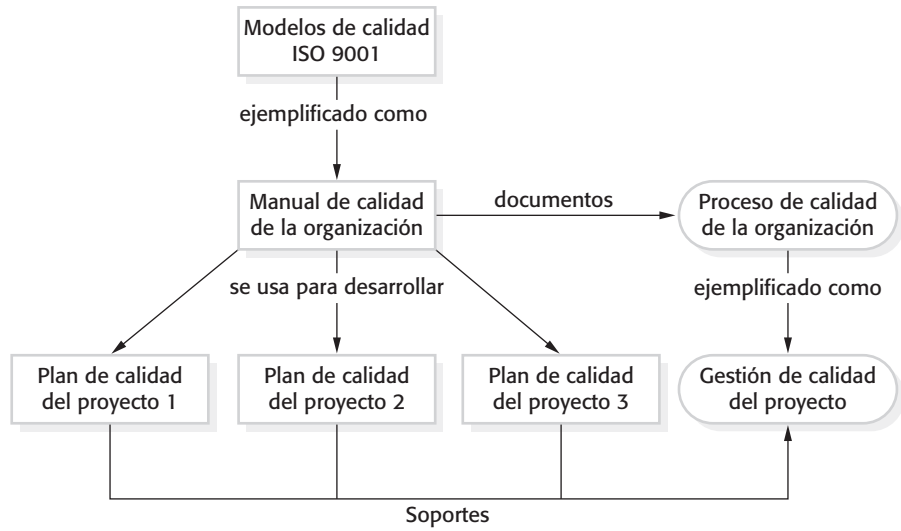 Modelos de calidad
ISO 9001
ejemplificado como
Manual de calidad
de la organización
documentos
Proceso de calidad
de la organización
se usa para desarrollar
ejemplificado como
Plan de calidad
del proyecto 1
Plan de calidad
del proyecto 2
Plan de calidad
del proyecto 3
Gestión de calidad
del proyecto
Soportes